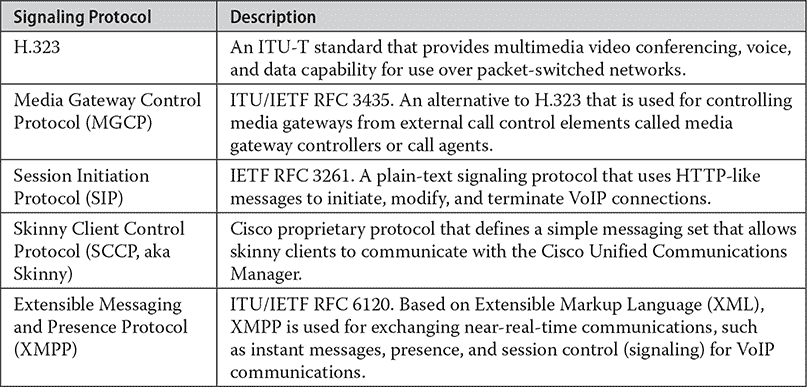 Signaling Protocol Description
H.323 An ITU-T standard that provides multimedia video conferencing, voice,
and data capability for use over packet-switched networks.
Media Gateway Control ITU/IETF RFC 3435. An alternative to H.323 that is used for controlling
Protocol (MGCP) media gateways from external call control elements called media
gateway controllers or call agents.
Session Initiation IETF RFC 3261. A plain-text signaling protocol that uses HTTP-like
Protocol (SIP) messages to initiate, modify, and terminate VoIP connections.
Skinny Client Control Cisco proprietary protocol that defines a simple messaging set that allows
Protocol (SCCP, aka skinny clients to communicate with the Cisco Unified Communications
Skinny) Manager.
Extensible Messaging ITU/IETF RFC 6120. Based on Extensible Markup Language (XML),
and Presence Protocol XMPP is used for exchanging near-real-time communications, such
(XMPP) as instant messages, presence, and session control (signaling) for VoIP
communications.